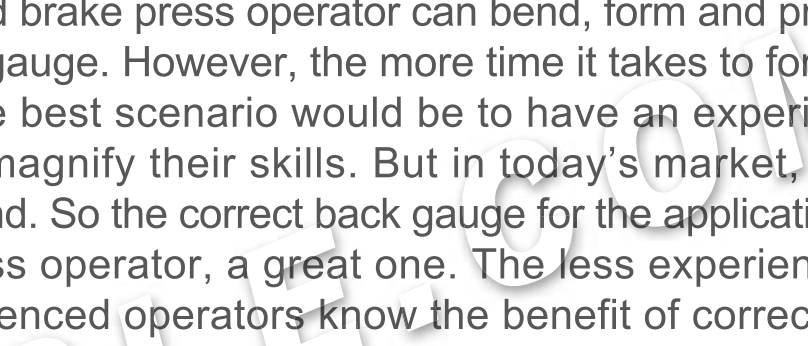 d brake press operator can bend, form and pr
gauge. However, the more time it takes to for
e best scenario would be to have an experi
magnify their skills. But in today’s market,
nd. So the correct back gauge for the applicati
ss operator, a great one. The less experien
enced operators know the benefit of correc
LE.COM